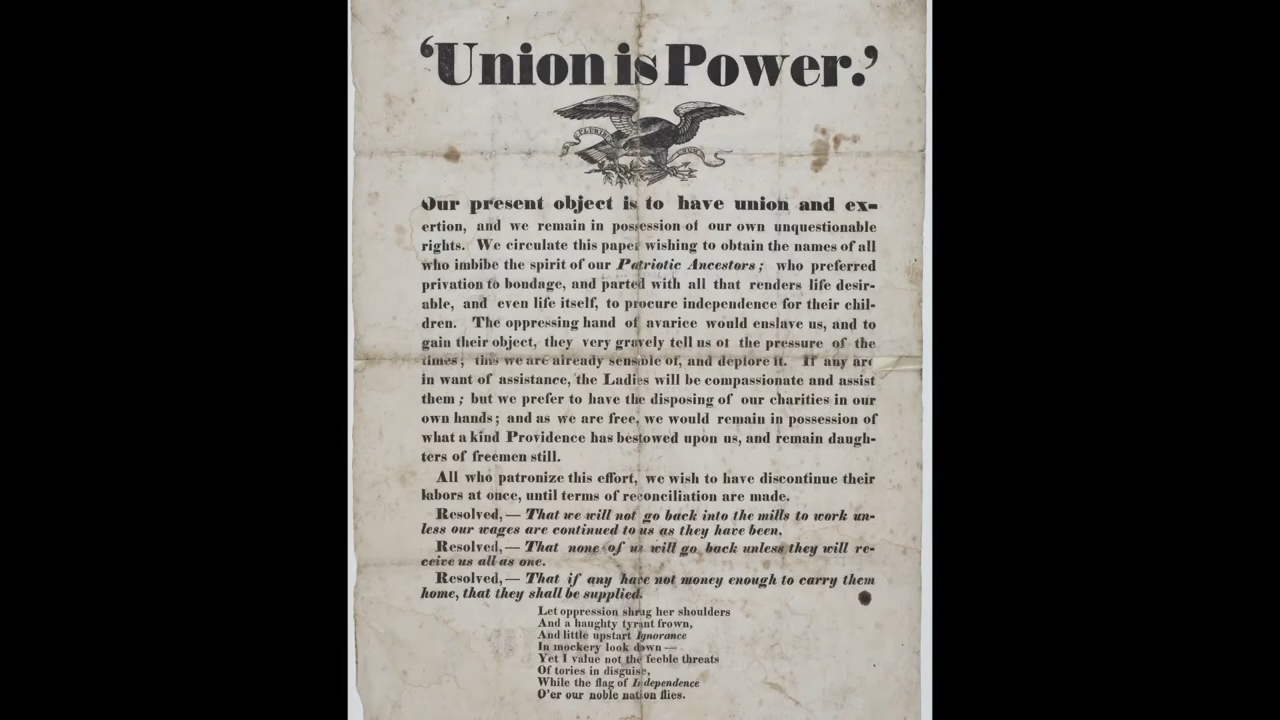 ‘Union is Power.’
PLURIBUS
UNUM
Our present object is to have union and ex-
ertion, and we remain in possession of our own unquestionable
rights. We circulate this paper wishing to obtain the names of all
who imbibe the spirit of our Patriotic Ancestors; who preferred
privation to bondage, and parted with all that renders life desir-
able, and even life itself, to procure independence for their chil-
dren. The oppressing hand of avarice would enslave us, and to
gain their object, they very gravely tell us of the pressure of the
times; this we are already sensible of, and deplore it. If any are
in want of assistance, the Ladies will be compassionate and assist
them; but we prefer to have the disposing of our charities in our
own hands; and as we are free, we would remain in possession of
what a kind Providence has bestowed upon us, and remain daugh-
ters of freemen still.
All who patronize this effort, we wish to have discontinue their
labors at once, until terms of reconciliation are made.
Resolved,— That we will not go back into the mills to work un-
less our wages are continued to us as they have been.
Resolved,— That none of us will go back unless they will re-
ceive us all as one.
Resolved,— That if any have not money enough to carry them
home, that they shall be supplied.
Let oppression shrug her shoulders
And a haughty tyrant frown,
And little upstart Ignorance
In mockery look down—
Yet I value not the feeble threats
Of tories in disguise,
While the flag of Independence
O'er our noble nation flies.